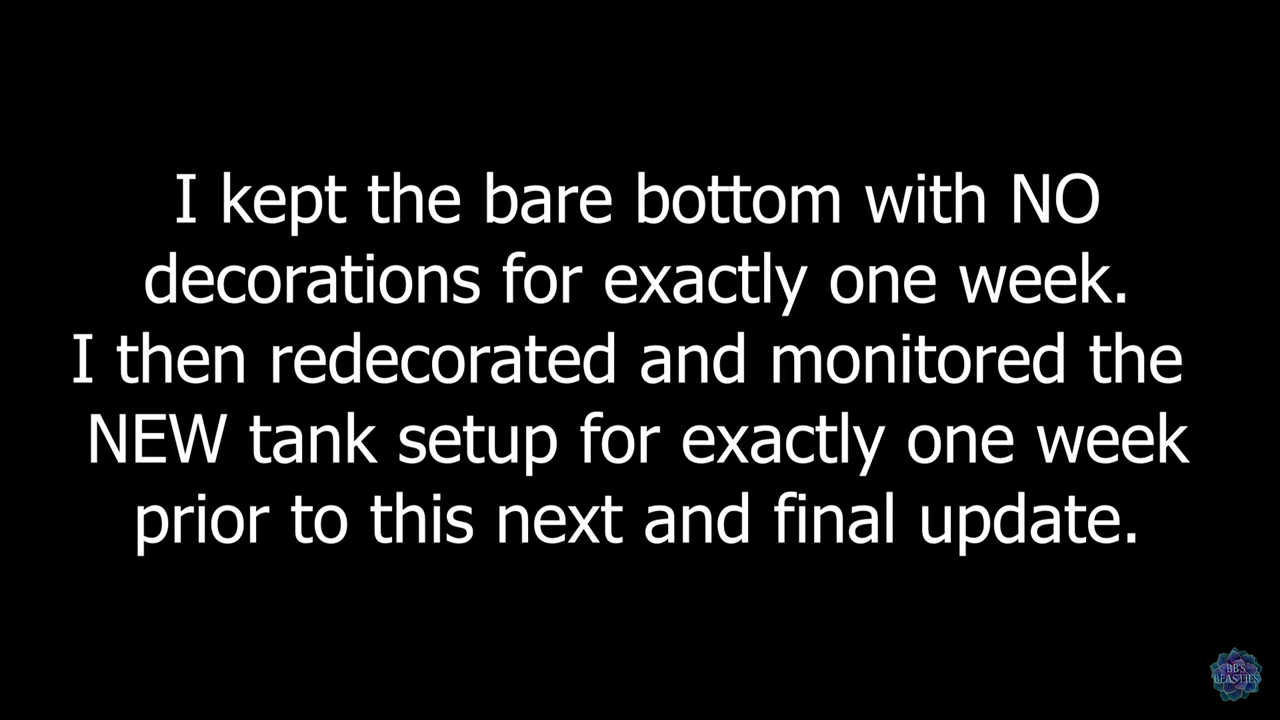 I kept the bare bottom with NO
decorations for exactly one week.
I then redecorated and monitored the
NEW tank setup for exactly one week
prior to this next and final update.
BB'S
BEASTIES